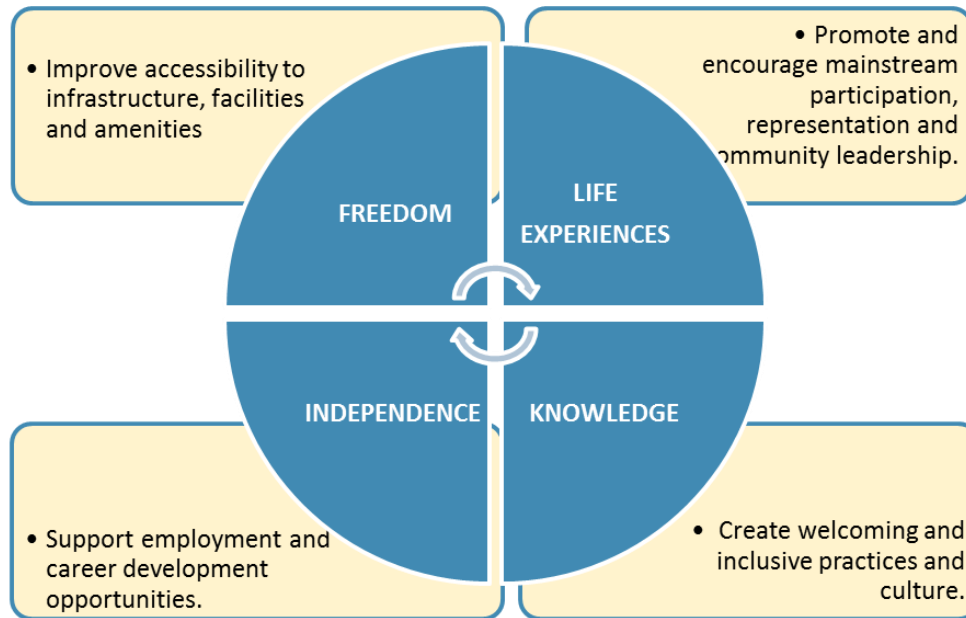 • Improve accessibility to
infrastructure, facilities
and amenities
• Promote and
encourage mainstream
participation,
representation and
ommunity leadership.
FREEDOM
LIFE
EXPERIENCES
INDEPENDENCE
KNOWLEDGE
• Support employment and
career development
opportunities.
• Create welcoming and
inclusive practices and
culture.